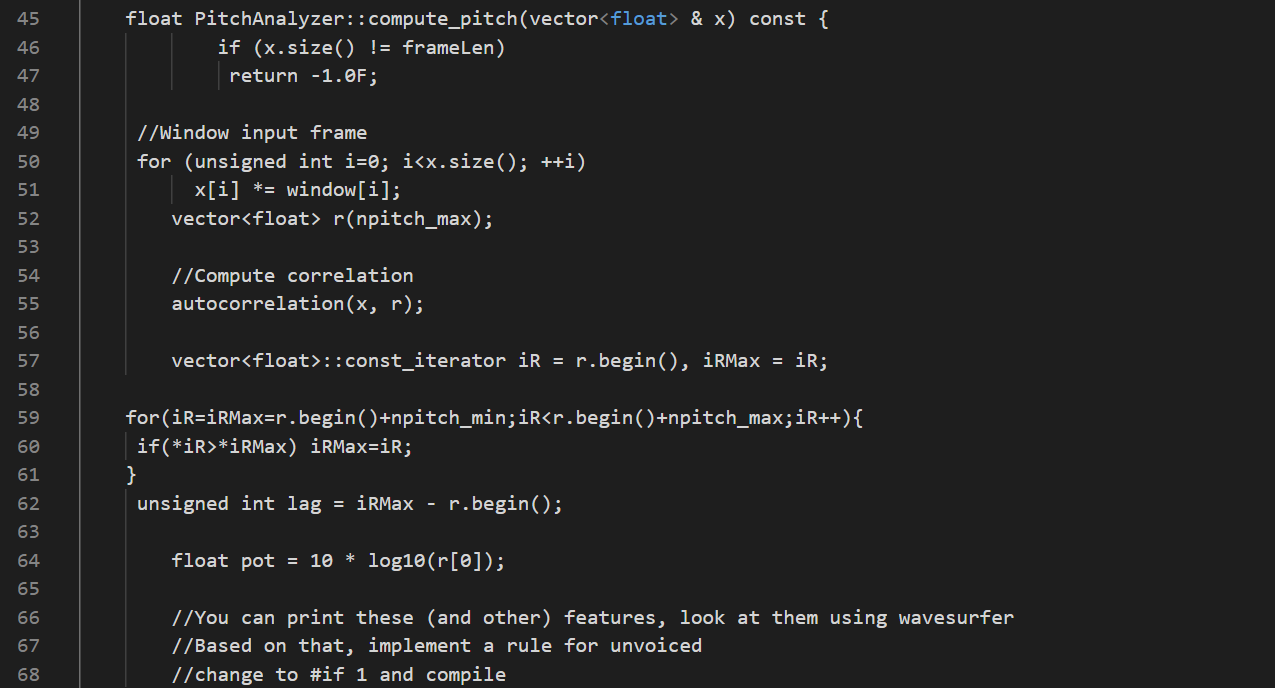 45 float PitchAnalyzer::compute_pitch(vector<float> & x) const {
46 if (x.size() != frameLen)
47 return -1.0F;
48
49 //Window input frame
50 for (unsigned int i=0; i<x.size(); ++i)
51 x[i] *= window[i];
52 vector<float> r(npitch_max);
53
54 //Compute correlation
55 autocorrelation(x, r);
56
57 vector<float>::const_iterator iR = r.begin(), iRMax = iR;
58
59 for(iR=iRMax=r.begin()+npitch_min;iR<r.begin()+npitch_max;iR++){
60 if(*iR>*iRMax) iRMax=iR;
61 }
62 unsigned int lag = iRMax - r.begin();
63
64 float pot = 10 * log10(r[0]);
65
66 //You can print these (and other) features, look at them using wavesurfer
67 //Based on that, implement a rule for unvoiced
68 //change to #if 1 and compile